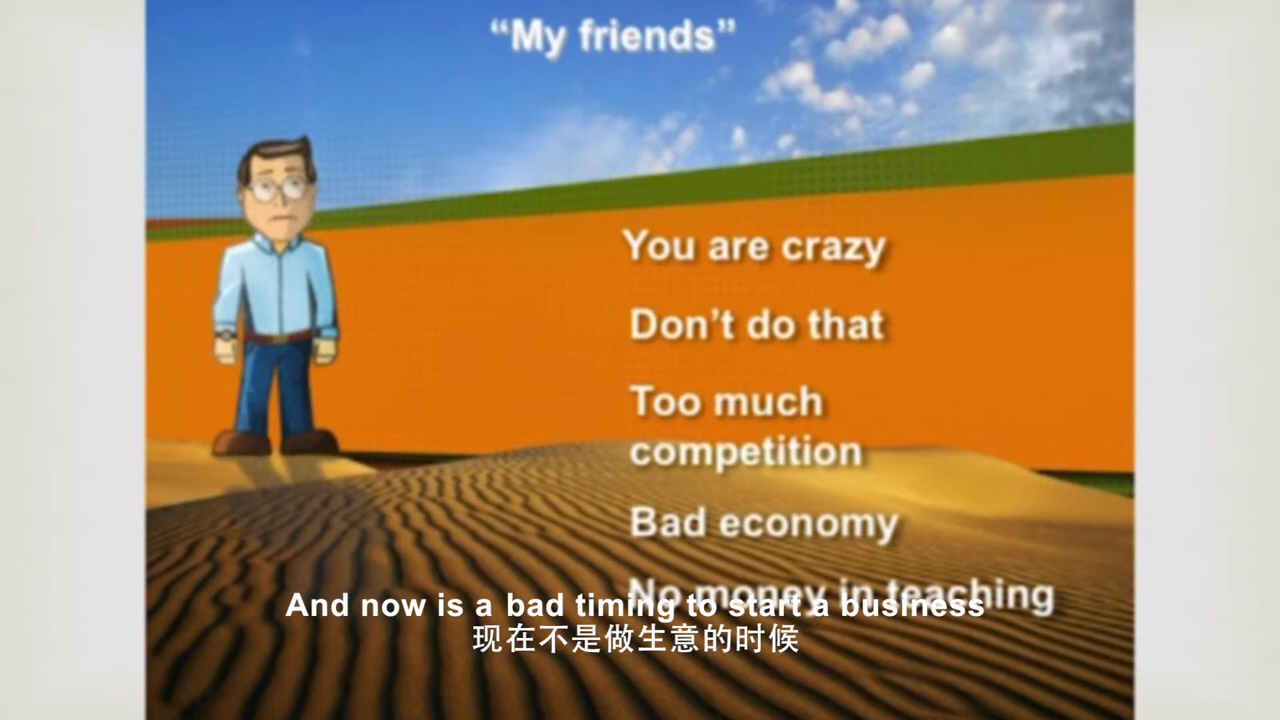 “My friends”
You are crazy
Don’t do that
Too much
competition
Bad economy
No money in teaching
And now is a bad timing to start a business
现在不是做生意的时候